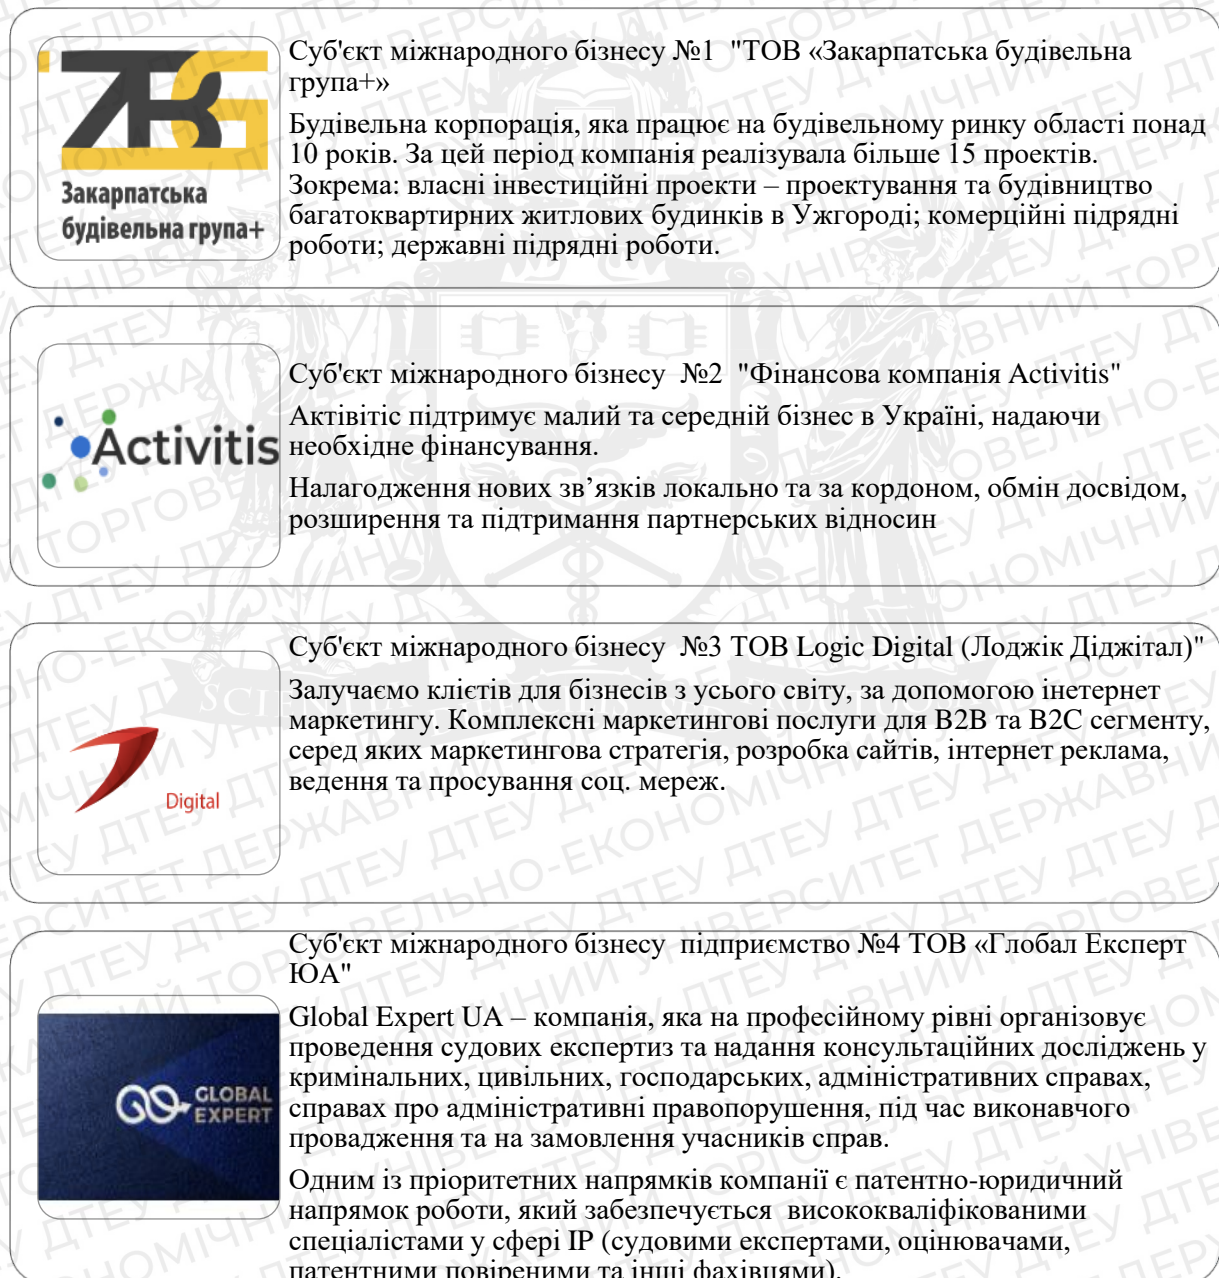 Закарпатська
будівельна група+
Суб'єкт міжнародного бізнесу №1 "ТОВ «Закарпатська будівельна
група+»
Будівельна корпорація, яка працює на будівельному ринку області понад
10 років. За цей період компанія реалізувала більше 15 проектів.
Зокрема: власні інвестиційні проекти – проектування та будівництво
багатоквартирних житлових будинків в Ужгороді; комерційні підрядні
роботи; державні підрядні роботи.
Activitis
Суб'єкт міжнародного бізнесу №2 "Фінансова компанія Activitis"
Актівітіс підтримує малий та середній бізнес в Україні, надаючи
необхідне фінансування.
Налагодження нових зв’язків локально та за кордоном, обмін досвідом,
розширення та підтримання партнерських відносин
Digital
Суб'єкт міжнародного бізнесу №3 ТОВ Logic Digital (Лоджік Діджітал)"
Залучаємо клієтів для бізнесів з усього світу, за допомогою інетернет
маркетингу. Комплексні маркетингові послуги для B2B та B2C сегменту,
серед яких маркетингова стратегія, розробка сайтів, інтернет реклама,
ведення та просування соц. мереж.
GLOBAL
EXPERT
Суб'єкт міжнародного бізнесу підприємство №4 ТОВ «Глобал Експерт
ЮА"
Global Expert UA – компанія, яка на професійному рівні організовує
проведення судових експертиз та надання консультаційних досліджень у
кримінальних, цивільних, господарських, адміністративних справах,
справах про адміністративні правопорушення, під час виконавчого
провадження та на замовлення учасників справ.
Одним із пріоритетних напрямків компанії є патентно-юридичний
напрямок роботи, який забезпечується висококваліфікованими
спеціалістами у сфері IP (судовими експертами, оцінювачами,
патентними повіреними та інші фахівцями).